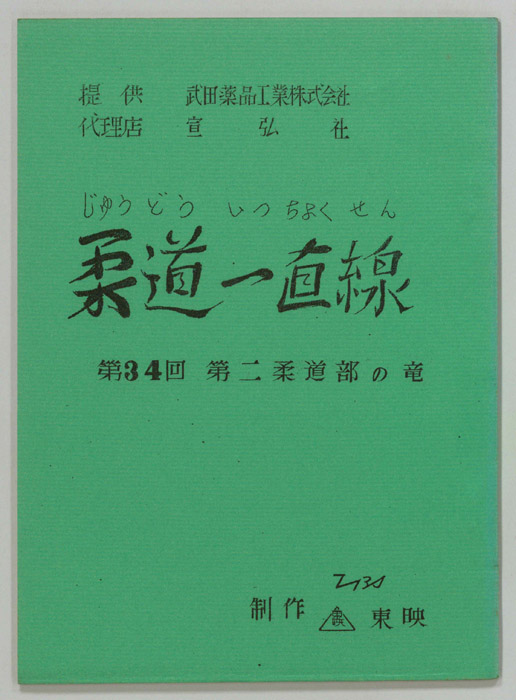 提供 武田薬品工業株式会社
代理店 宣弘社
じゅうどう いっちょくせん
柔道一直線
第34回 第二柔道部の竜
制作 東映